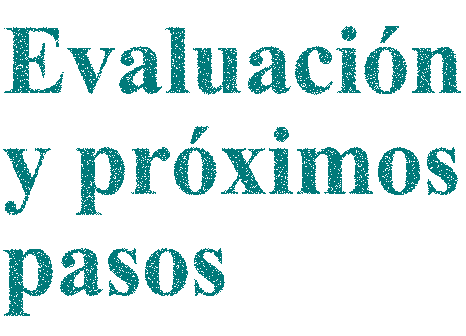 Evaluación
y próximos
pasos